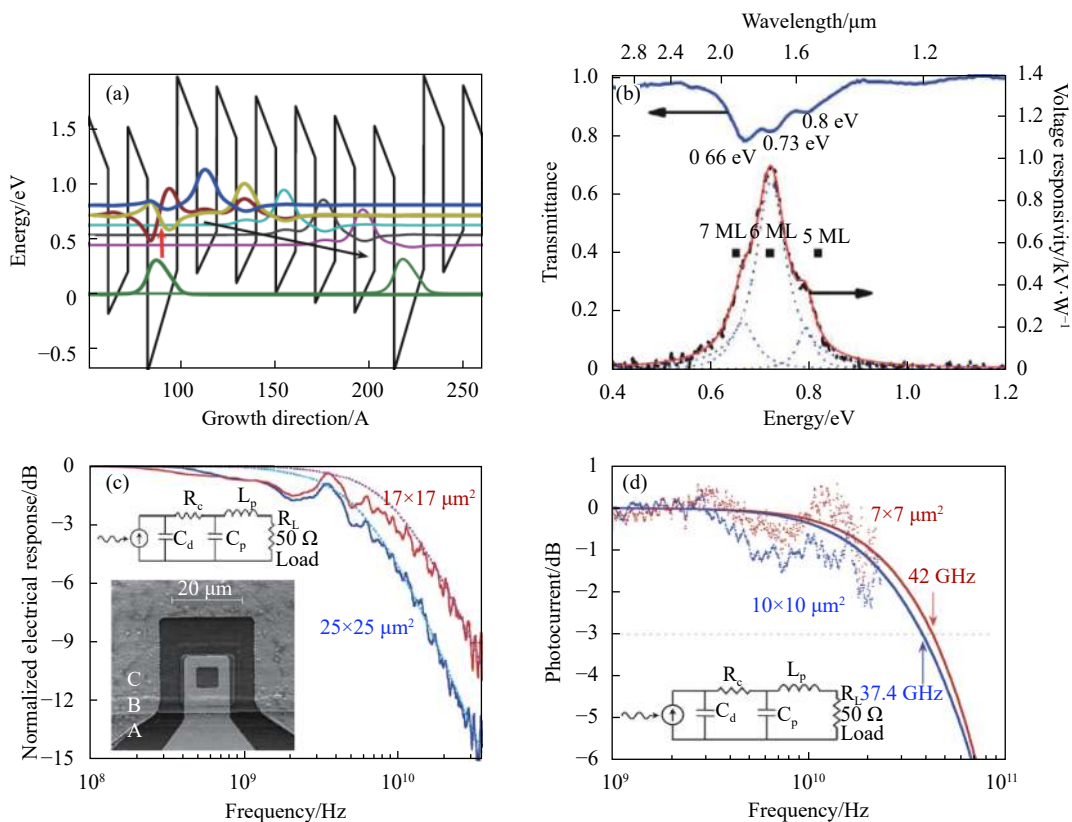 (a)
Energy/eV
1.5
1.0
0.5
0
−0.5
100
150
200
250
Growth direction/A
(b)
Wavelength/μm
2.8 2.4 2.0 1.6 1.2
Transmittance
1.0
0.8
0.6
0.4
0.2
0
0.4 0.6 0.8 1.0 1.2
Energy/eV
1.4
1.2
1.0
0.8
0.6
0.4
0.2
0
Voltage responsivity/kV·W⁻¹
0 66 eV
0.73 eV
0.8 eV
7 ML 6 ML 5 ML
(c)
Normalized electrical response/dB
0
−3
−6
−9
−12
−15
10⁸ 10⁹ 10¹⁰
Frequency/Hz
17×17 μm²
25×25 μm²
R_c L_p
C_d C_p
R_L
50 Ω
Load
20 μm
C
B
A
(d)
Photocurrent/dB
1
0
−1
−2
−3
−4
−5
−6
10⁹ 10¹⁰ 10¹¹
Frequency/Hz
7×7 μm²
42 GHz
10×10 μm²
37.4 GHz
R_c L_p
C_d C_p
R_L
50 Ω
Load